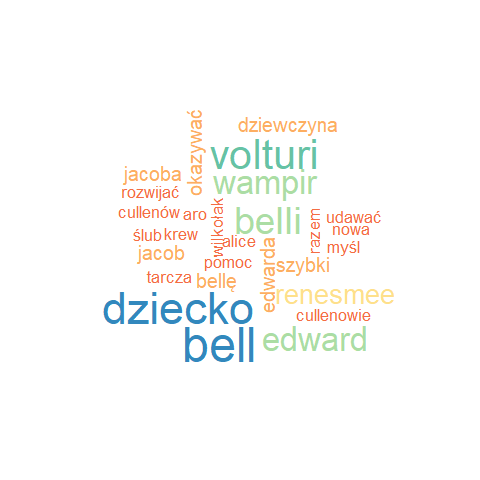 okazywać
dziewczyna
volturi
jacoba
wampir
rozwijać
cullenów
aro
wilkołak
belli
razem
udawać
nowa
ślub
krew
alice
myśl
jacob
pomoc
edwarda
szybki
tarcza
bellę
renesmee
dziecko
cullenowie
bell
edward